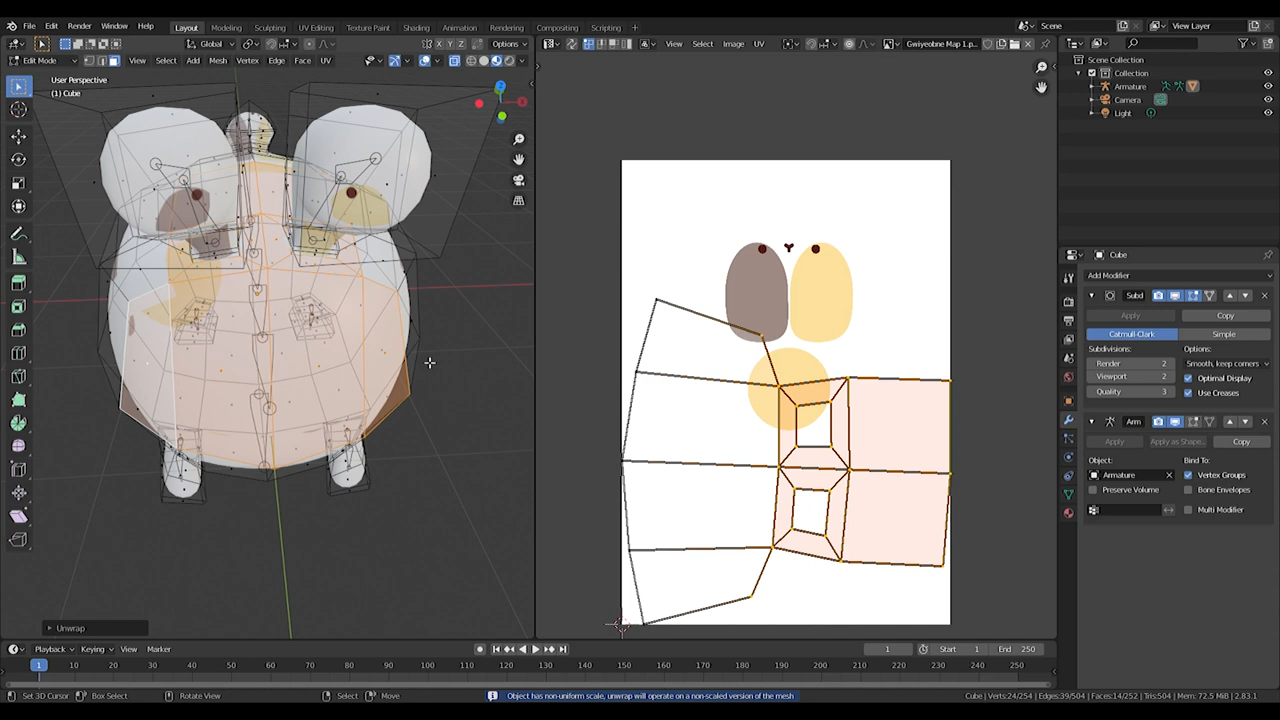 File Edit Render Window Help Layout Modeling Sculpting UV Editing Texture Paint Shading Animation Rendering Compositing Scripting + Scene View Layer
Global Options View Select Image UV Gwiyeobne Map 1.p...
Edit Mode View Select Add Mesh Vertex Edge Face UV X Y Z
User Perspective
(1) Cube
Scene Collection
Collection
Armature
Camera
Light
Cube
Add Modifier
Subd
Apply Copy
Catmull-Clark Simple
Subdivisions: Options:
Render 2 Smooth, keep corners
Viewport 2 Optimal Display
Quality 3 Use Creases
Arm
Apply Apply as Shape... Copy
Object: Bind To:
Armature Vertex Groups
Preserve Volume Bone Envelopes
Multi Modifier
Unwrap
Playback Keying View Marker 1 Start 1 End 250
1 10 20 30 40 50 60 70 80 90 100 110 120 130 140 150 160 170 180 190 200 210 220 230 240 250
Set 3D Cursor Box Select Rotate View Select Move Object has non-uniform scale, unwrap will operate on a non-scaled version of the mesh Cube | Verts:24/254 | Edges:39/504 | Faces:14/252 | Tris:504 | Mem: 72.5 MiB | 2.83.1